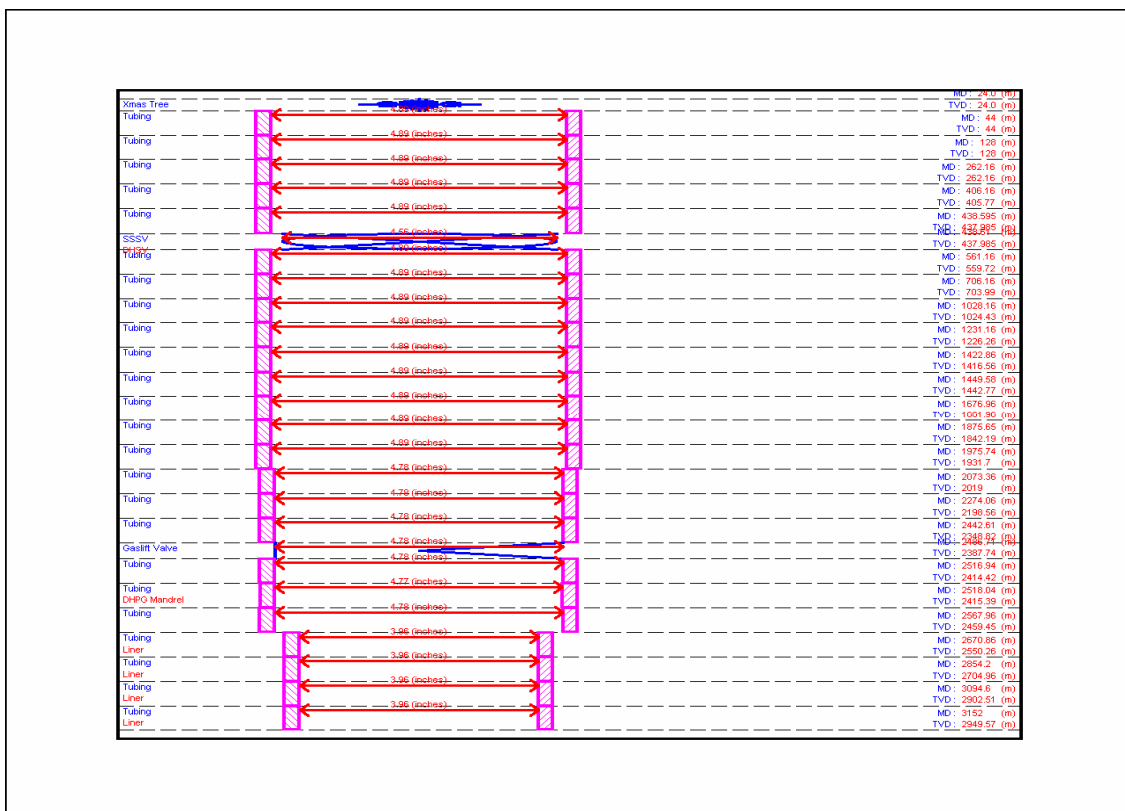 MD : 24.0 (m)
Xmas Tree TVD : 24.0 (m)
Tubing 4.89 (inches) MD : 44 (m)
TVD : 44 (m)
Tubing 4.89 (inches) MD : 128 (m)
TVD : 128 (m)
Tubing 4.89 (inches) MD : 262.16 (m)
TVD : 262.16 (m)
Tubing 4.89 (inches) MD : 406.16 (m)
TVD : 405.77 (m)
Tubing 4.89 (inches) MD : 438.595 (m)
TVD : 437.985 (m)
SSSV 4.56 (inches) TVD : 437.985 (m)
DHSV
Tubing 4.89 (inches) MD : 561.16 (m)
TVD : 559.72 (m)
Tubing 4.89 (inches) MD : 706.16 (m)
TVD : 703.99 (m)
Tubing 4.89 (inches) MD : 1028.16 (m)
TVD : 1024.43 (m)
Tubing 4.89 (inches) MD : 1231.16 (m)
TVD : 1226.26 (m)
Tubing 4.89 (inches) MD : 1422.86 (m)
TVD : 1416.56 (m)
Tubing 4.89 (inches) MD : 1449.58 (m)
TVD : 1442.77 (m)
Tubing 4.89 (inches) MD : 1676.96 (m)
TVD : (m)
Tubing 4.89 (inches) MD : 1875.65 (m)
TVD : 1842.19 (m)
Tubing 4.89 (inches) MD : 1975.74 (m)
TVD : 1931.7 (m)
Tubing 4.78 (inches) MD : 2073.36 (m)
TVD : 2019 (m)
Tubing 4.78 (inches) MD : 2274.06 (m)
TVD : 2198.56 (m)
Tubing 4.78 (inches) MD : 2442.61 (m)
TVD : 2348.82 (m)
Gaslift Valve 4.78 (inches) TVD : 2387.74 (m)
Tubing 4.78 (inches) MD : 2516.94 (m)
TVD : 2414.42 (m)
Tubing 4.77 (inches) MD : 2518.04 (m)
DHPG Mandrel TVD : 2415.39 (m)
Tubing 4.78 (inches) MD : 2567.96 (m)
TVD : 2459.45 (m)
Tubing 3.96 (inches) MD : 2670.86 (m)
Liner TVD : 2550.26 (m)
Tubing 3.96 (inches) MD : 2854.2 (m)
Liner TVD : 2704.96 (m)
Tubing 3.96 (inches) MD : 3094.6 (m)
Liner TVD : 2902.51 (m)
Tubing 3.96 (inches) MD : 3152 (m)
Liner TVD : 2949.57 (m)